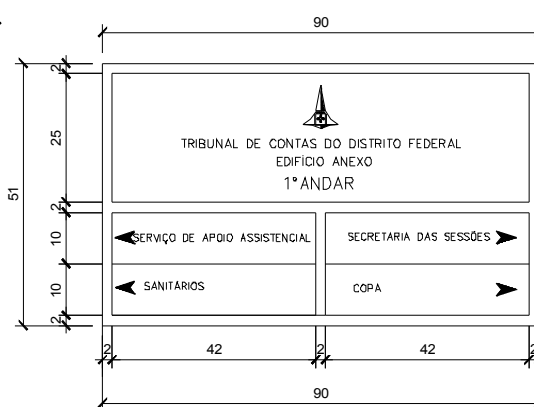 90
2
25
TRIBUNAL DE CONTAS DO DISTRITO FEDERAL
EDIFÍCIO ANEXO
1°ANDAR
51
2
10
SERVIÇO DE APOIO ASSISTENCIAL
SECRETARIA DAS SESSÕES
10
SANITÁRIOS
COPA
2
2 42 2 42 2
90